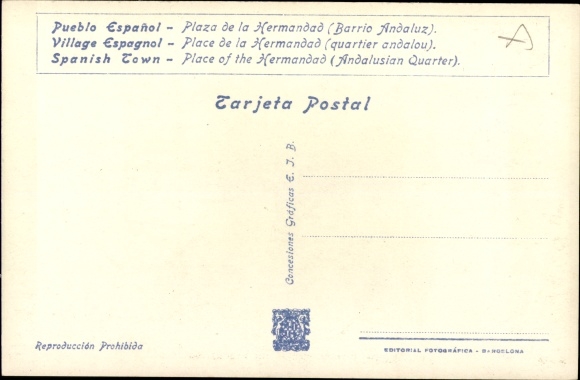 Pueblo Español – Plaza de la Hermandad (Barrio Andaluz).
Village Espagnol – Place de la Hermandad (quartier andalou).
Spanish Town – Place of the Hermandad (Andalusian Quarter).
Tarjeta Postal
Concesiones Gráficas E. I. B.
Reproducción Prohibida
EDITORIAL FOTOGRÁFICA - BARCELONA